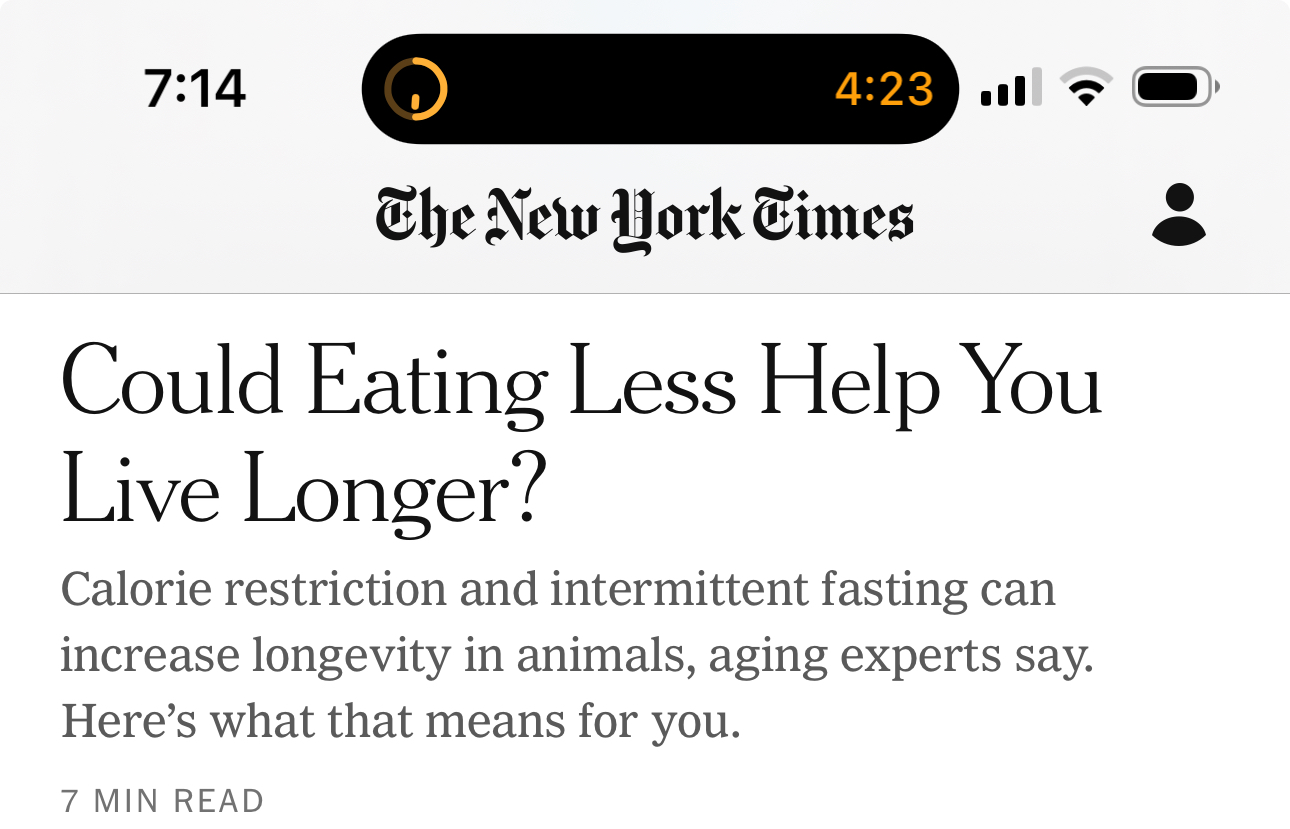 7:14
4:23
The New York Times
Could Eating Less Help You
Live Longer?
Calorie restriction and intermittent fasting can
increase longevity in animals, aging experts say.
Here’s what that means for you.
7 MIN READ